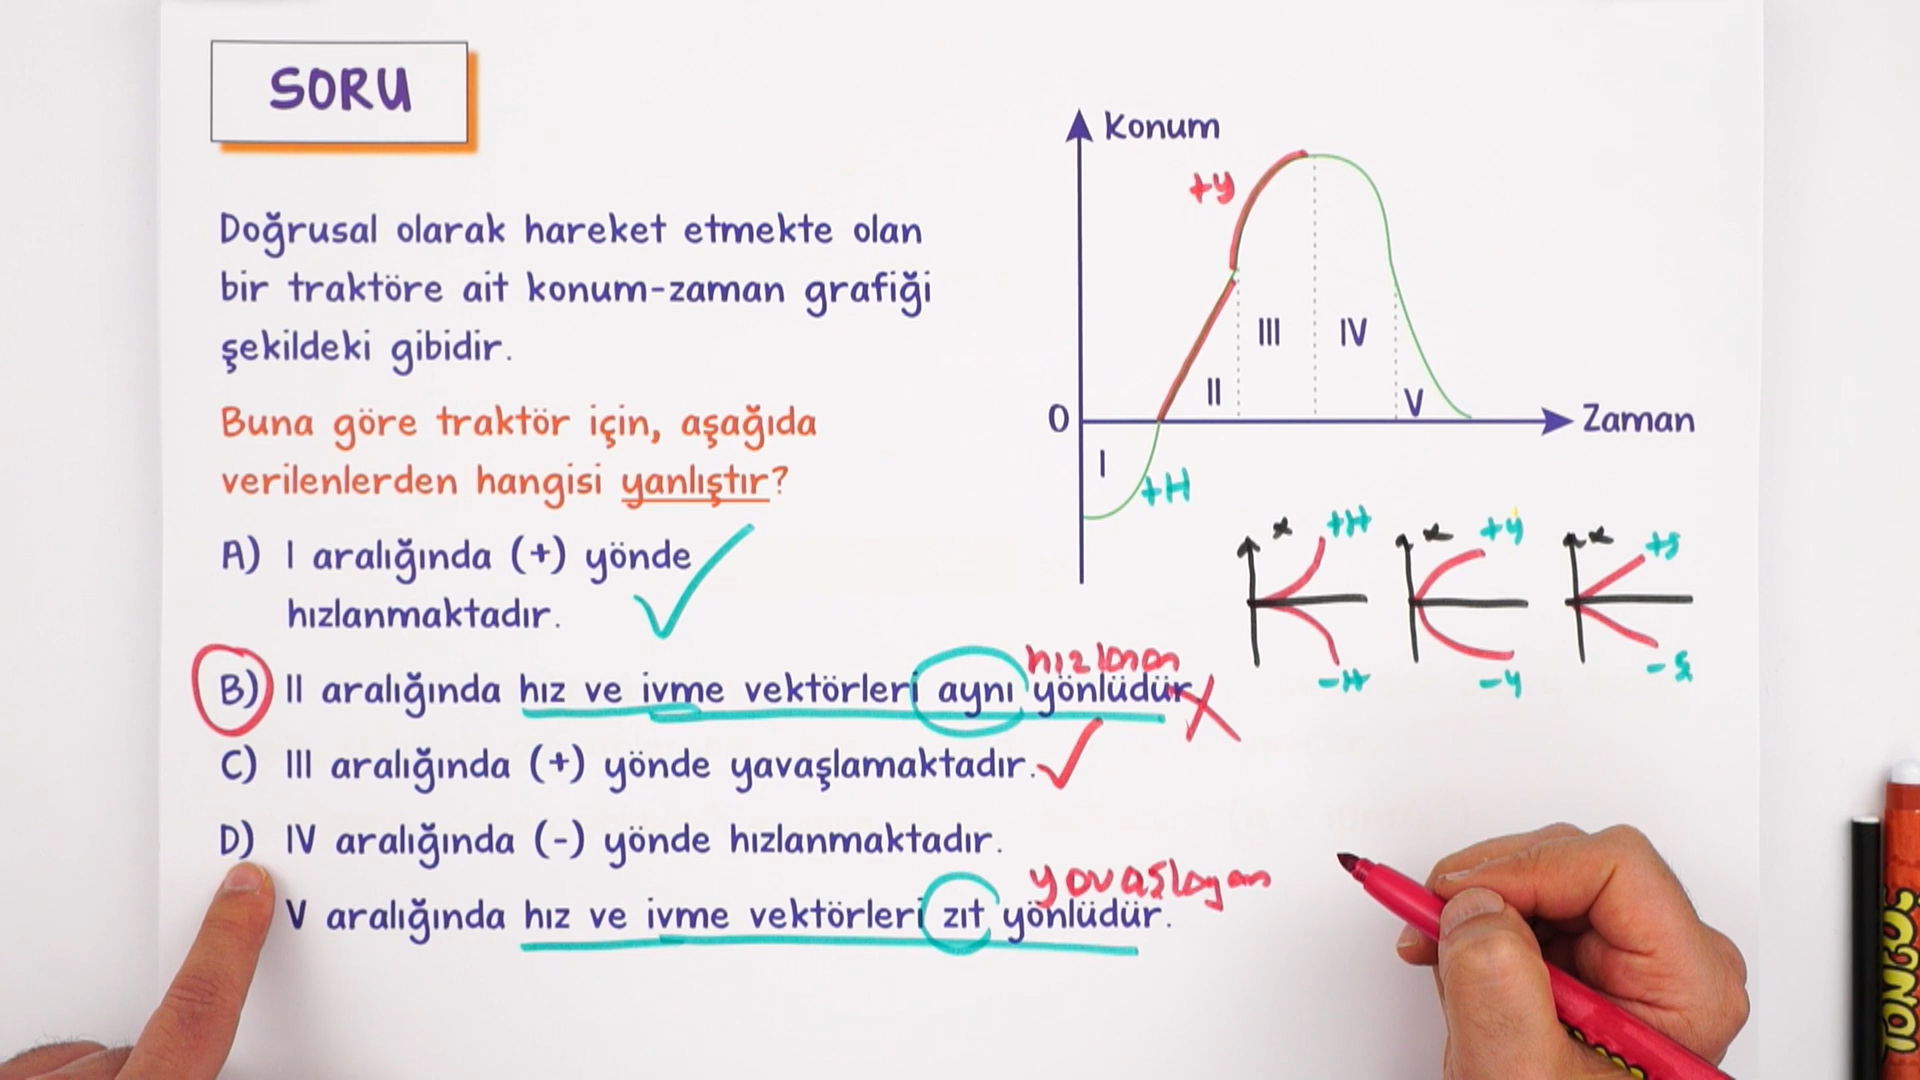 SORU
Doğrusal olarak hareket etmekte olan
bir traktöre ait konum-zaman grafiği
şekildeki gibidir.
Buna göre traktör için, aşağıda
verilenlerden hangisi yanlıştır?
A) I aralığında (+) yönde
hızlanmaktadır.
hızlanan
B) II aralığında hız ve ivme vektörleri aynı yönlüdür
C) III aralığında (+) yönde yavaşlamaktadır.
D) IV aralığında (-) yönde hızlanmaktadır.
yavaşlayan
V aralığında hız ve ivme vektörleri zıt yönlüdür.
Konum
+y
III
IV
II
V
0
Zaman
I
+H
x
+H
-H
x
+y
-y
x
+s
-s
TONGUÇ